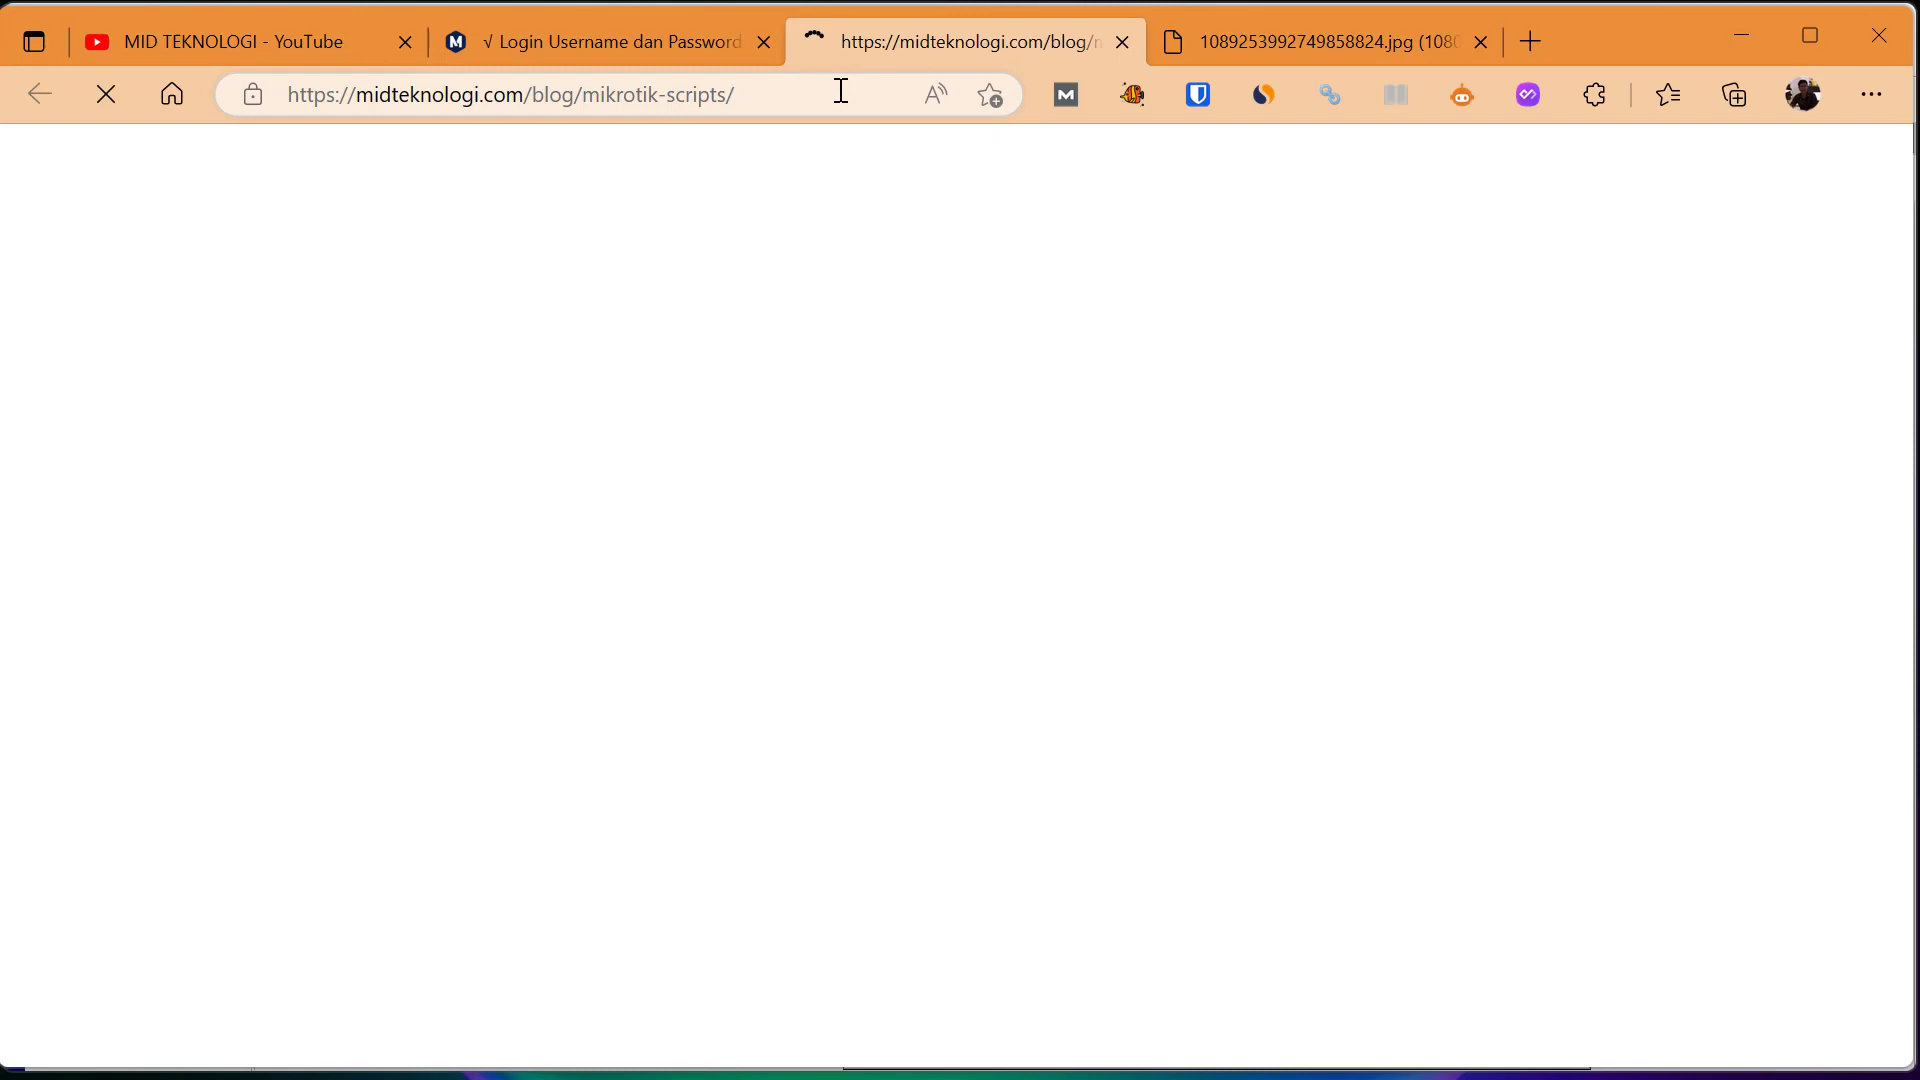 MID TEKNOLOGI - YouTube
√ Login Username dan Password
https://midteknologi.com/blog/
1089253992749858824.jpg (1080
https://midteknologi.com/blog/mikrotik-scripts/